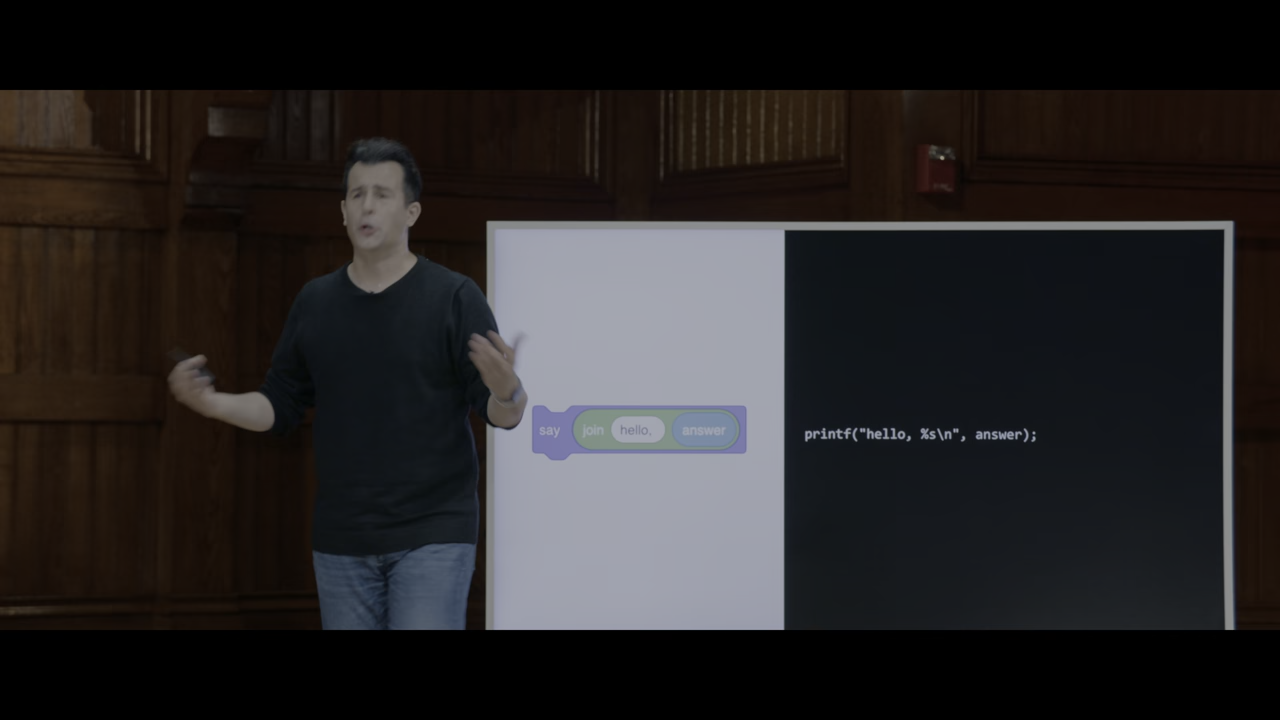 say join hello, answer
printf("hello, %s\n", answer);